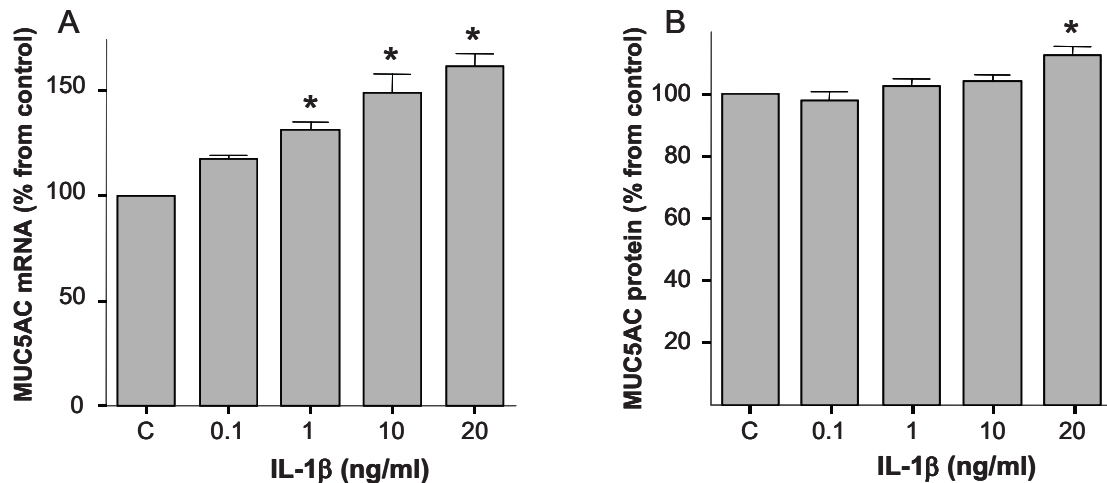 A
MUC5AC mRNA (% from control)
150
100
50
0
*
*
*
C 0.1 1 10 20
IL-1β (ng/ml)
B
MUC5AC protein (% from control)
100
80
60
40
20
*
C 0.1 1 10 20
IL-1β (ng/ml)